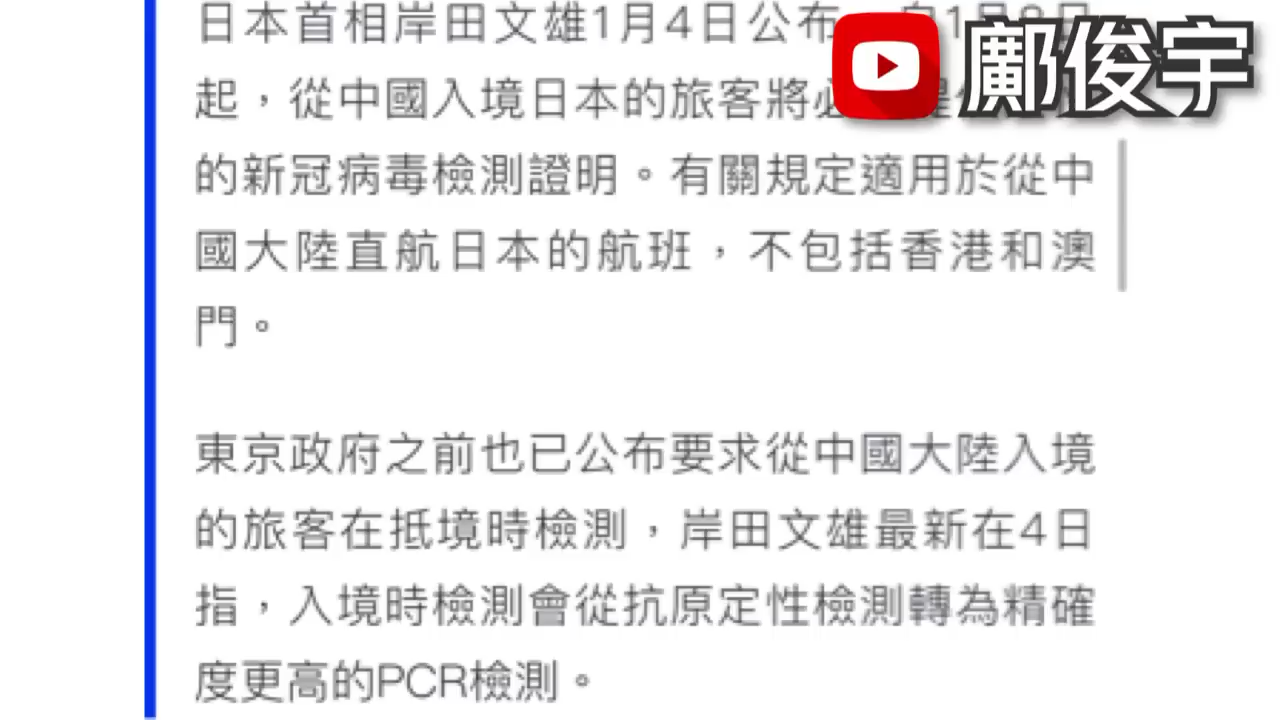 日本首相岸田文雄1月4日公布
鄺俊宇
起，從中國入境日本的旅客將
的新冠病毒檢測證明。有關規定適用於從中
國大陸直航日本的航班，不包括香港和澳
門。
東京政府之前也已公布要求從中國大陸入境
的旅客在抵境時檢測，岸田文雄最新在4日
指，入境時檢測會從抗原定性檢測轉為精確
度更高的PCR檢測。